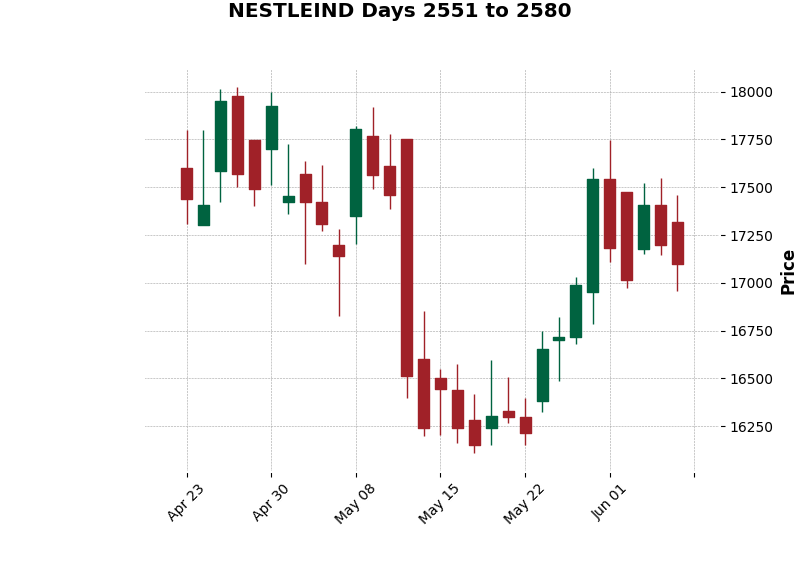 NESTLEIND Days 2551 to 2580
18000
17750
17500
17250
17000
16750
16500
16250
Price
Apr 23
Apr 30
May 08
May 15
May 22
Jun 01